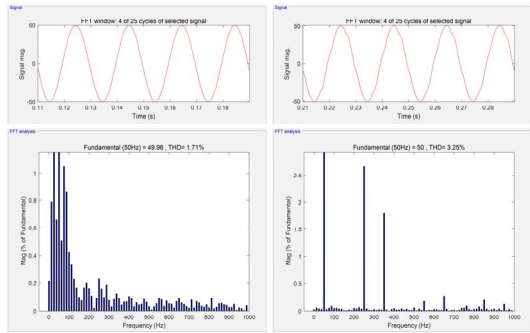 Signal
Signal
FFT window: 4 of 25 cycles of selected signal
FFT window: 4 of 25 cycles of selected signal
50
0
-50
Signal mag.
0.11 0.12 0.13 0.14 0.15 0.16 0.17 0.18
Time (s)
50
0
-50
Signal mag.
0.21 0.22 0.23 0.24 0.25 0.26 0.27 0.28
Time (s)
FFT analysis
FFT analysis
Fundamental (50Hz) = 49.96 , THD= 1.71%
1
0.8
0.6
0.4
0.2
0
Mag (% of Fundamental)
0 100 200 300 400 500 600 700 800 900 1000
Frequency (Hz)
Fundamental (50Hz) = 50 , THD= 3.25%
2.5
2
1.5
1
0.5
0
Mag (% of Fundamental)
0 100 200 300 400 500 600 700 800 900 1000
Frequency (Hz)